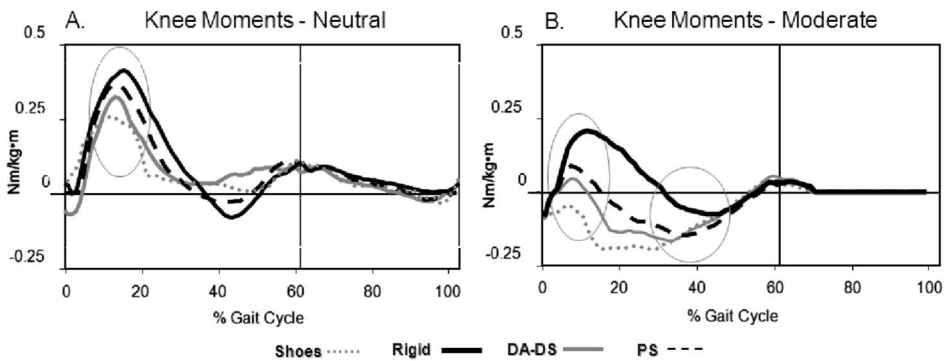 A. Knee Moments - Neutral
0.5
0.25
0
-0.25
Nm/kg•m
0 20 40 60 80 100
% Gait Cycle
B. Knee Moments - Moderate
0.5
0.25
0
-0.25
Nm/kg•m
0 20 40 60 80 100
% Gait Cycle
Shoes Rigid DA-DS PS